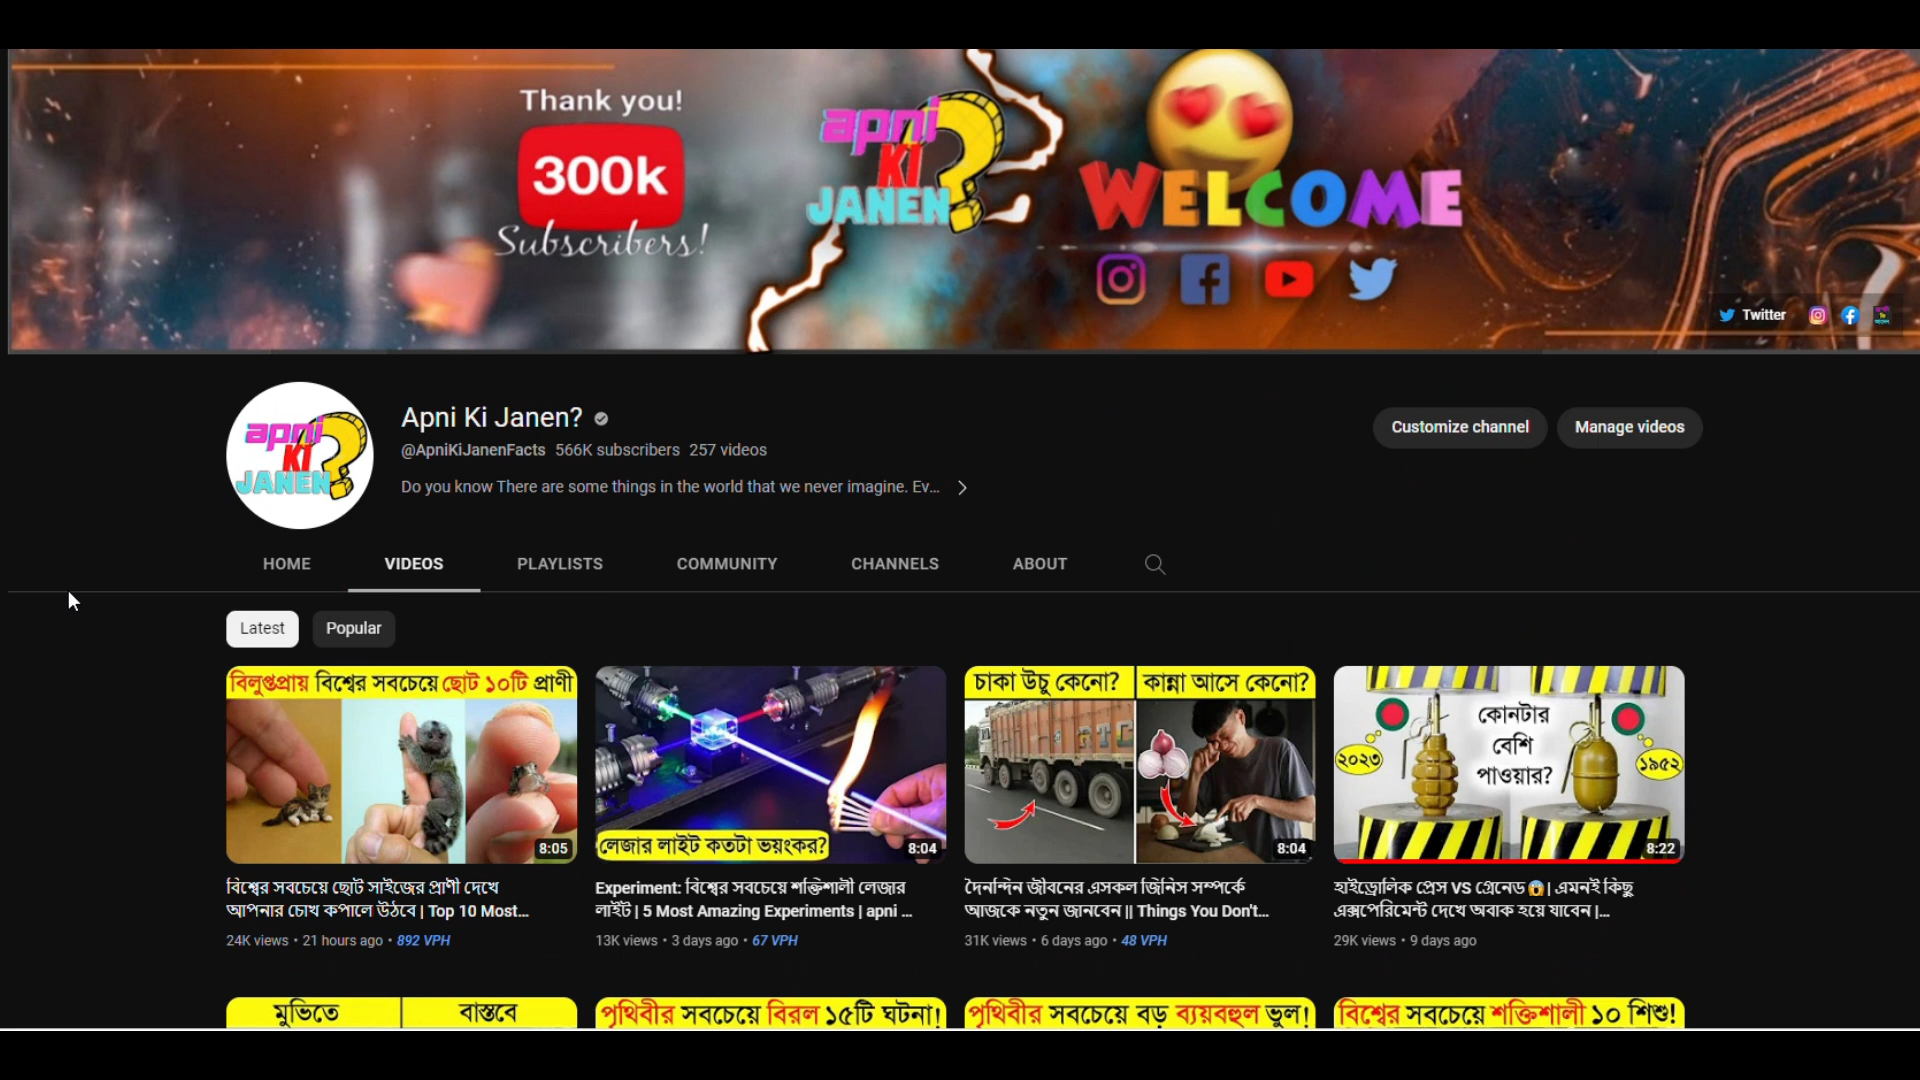 Thank you!
300k
Subscribers!
apni
KI
JANEN?
WELCOME
Twitter
apni
KI
JANEN?
Apni Ki Janen?
@ApniKiJanenFacts 566K subscribers 257 videos
Do you know There are some things in the world that we never imagine. Ev...
Customize channel
Manage videos
HOME VIDEOS PLAYLISTS COMMUNITY CHANNELS ABOUT
Latest Popular
বিলুপ্তপ্রায় বিশ্বের সবচেয়ে ছোট ১০টি প্রাণী
8:05
বিশ্বের সবচেয়ে ছোট সাইজের প্রাণী দেখে
আপনার চোখ কপালে উঠবে | Top 10 Most...
24K views • 21 hours ago • 892 VPH
লেজার লাইট কতটা ভয়ংকর?
8:04
Experiment: বিশ্বের সবচেয়ে শক্তিশালী লেজার
লাইট | 5 Most Amazing Experiments | apni ...
13K views • 3 days ago • 67 VPH
চাকা উচু কেনো? কান্না আসে কেনো?
8:04
দৈনন্দিন জীবনের এসকল জিনিস সম্পর্কে
আজকে নতুন জানবেন || Things You Don't...
31K views • 6 days ago • 48 VPH
কোনটার
বেশি
পাওয়ার?
২০২৩
১৯৫২
8:22
হাইড্রোলিক প্রেস VS গ্রেনেড 😱 | এমনই কিছু
এক্সপেরিমেন্ট দেখে অবাক হয়ে যাবেন |...
29K views • 9 days ago
মুভিতে বাস্তবে
পৃথিবীর সবচেয়ে বিরল ১৫টি ঘটনা!
পৃথিবীর সবচেয়ে বড় ব্যয়বহুল ভুল!
বিশ্বের সবচেয়ে শক্তিশালী ১০ শিশু!